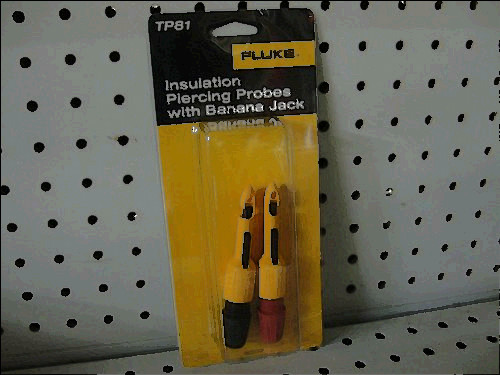 TP81
FLUKE
Insulation
Piercing Probes
with Banana Jack